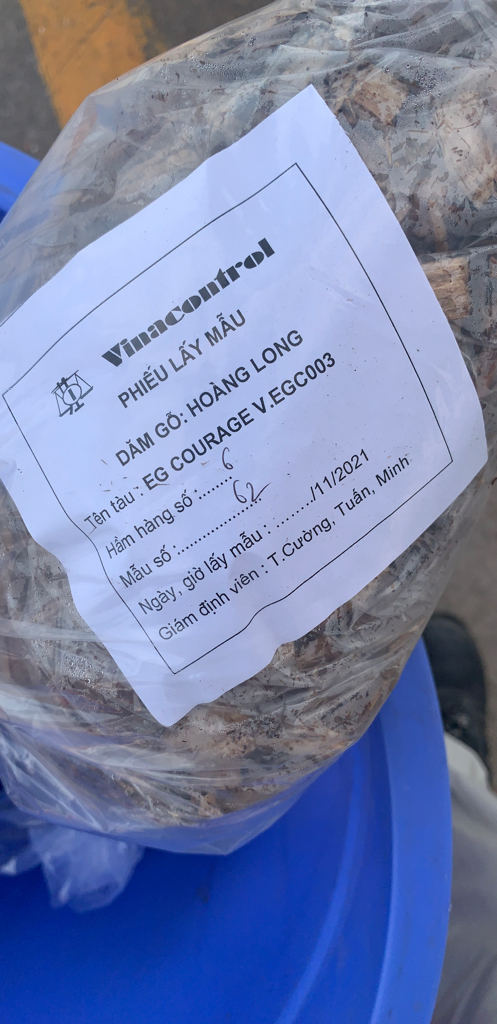 Vinacontrol
PHIẾU LẤY MẪU
DĂM GỖ: HOÀNG LONG
Tên tàu : EG COURAGE V.EGC003
Hầm hàng số :......6
Mẫu số :...................62
Ngày, giờ lấy mẫu : ........./11/2021
Giám định viên : T.Cường, Tuấn, Minh